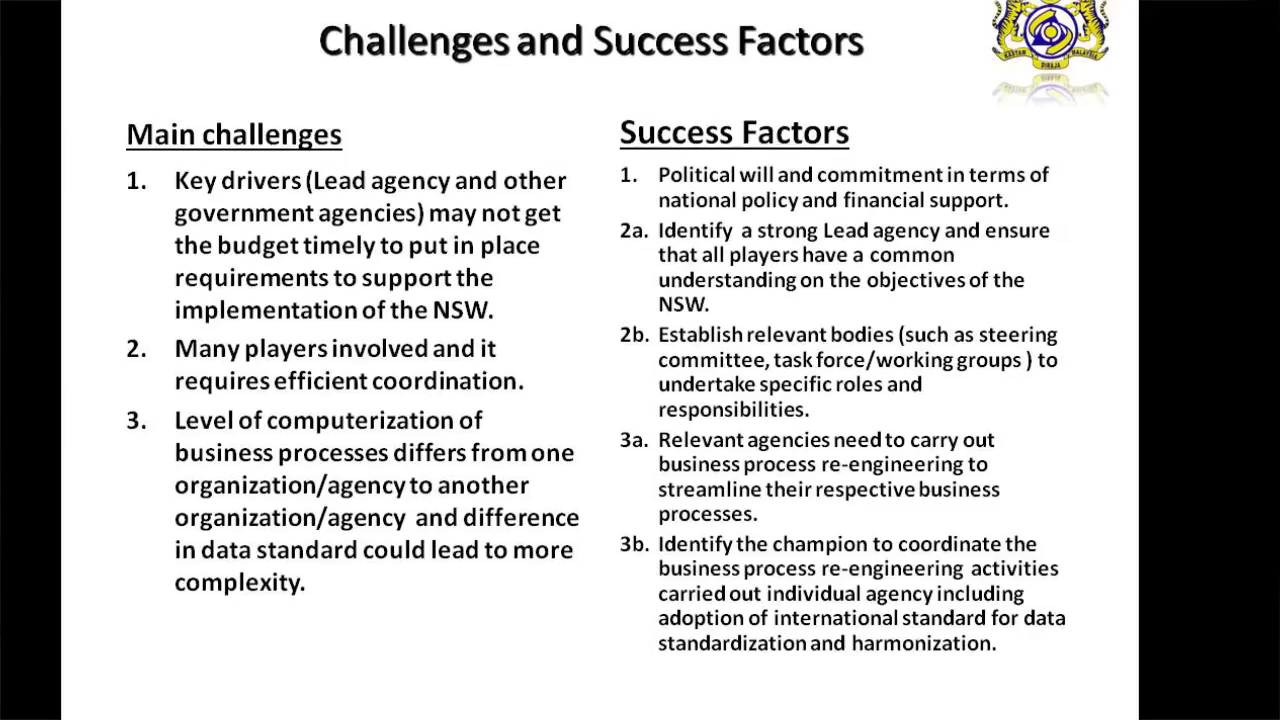 Challenges and Success Factors
KASTAM
DIRAJA
MALAYSIA
Main challenges
1. Key drivers (Lead agency and other
government agencies) may not get
the budget timely to put in place
requirements to support the
implementation of the NSW.
2. Many players involved and it
requires efficient coordination.
3. Level of computerization of
business processes differs from one
organization/agency to another
organization/agency and difference
in data standard could lead to more
complexity.
Success Factors
1. Political will and commitment in terms of
national policy and financial support.
2a. Identify a strong Lead agency and ensure
that all players have a common
understanding on the objectives of the
NSW.
2b. Establish relevant bodies (such as steering
committee, task force/working groups ) to
undertake specific roles and
responsibilities.
3a. Relevant agencies need to carry out
business process re-engineering to
streamline their respective business
processes.
3b. Identify the champion to coordinate the
business process re-engineering activities
carried out individual agency including
adoption of international standard for data
standardization and harmonization.